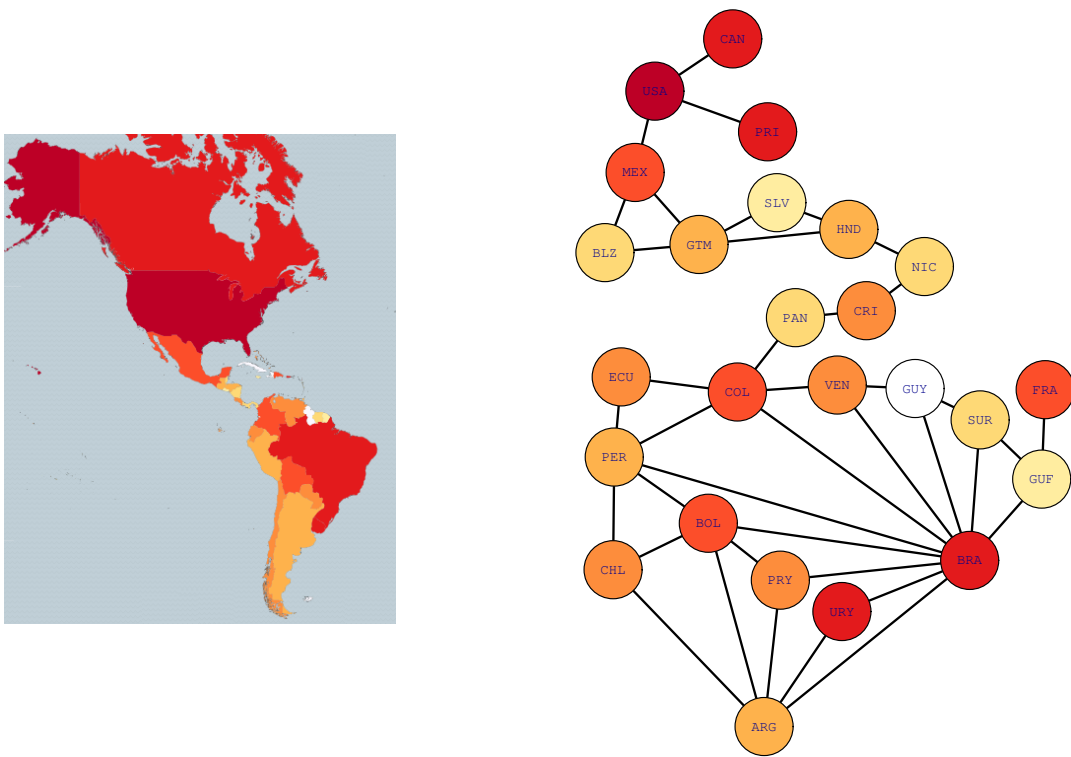 CAN
USA
PRI
MEX
SLV
HND
GTM
BLZ
NIC
CRI
PAN
ECU
COL
VEN
GUY
FRA
SUR
PER
GUF
BOL
BRA
CHL
PRY
URY
ARG